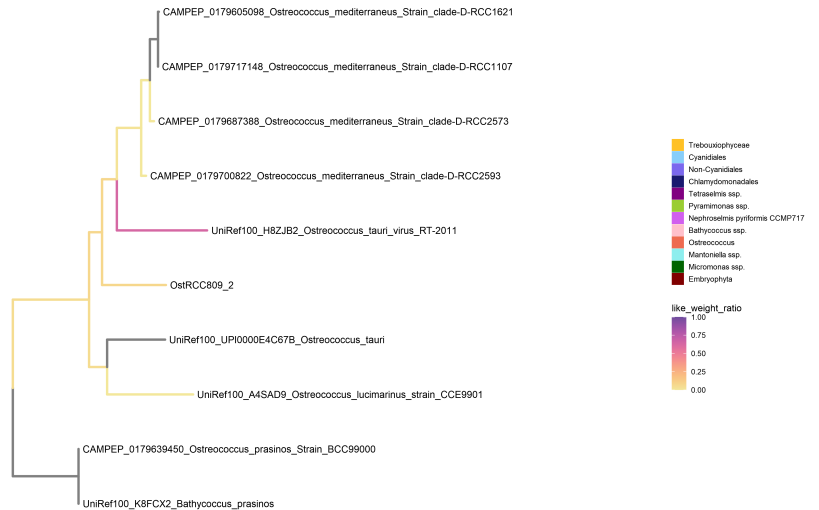 CAMPEP_0179605098_Ostreococcus_mediterraneus_Strain_clade-D-RCC1621
CAMPEP_0179717148_Ostreococcus_mediterraneus_Strain_clade-D-RCC1107
CAMPEP_0179687388_Ostreococcus_mediterraneus_Strain_clade-D-RCC2573
CAMPEP_0179700822_Ostreococcus_mediterraneus_Strain_clade-D-RCC2593
UniRef100_H8ZJB2_Ostreococcus_tauri_virus_RT-2011
OstRCC809_2
UniRef100_UPI0000E4C67B_Ostreococcus_tauri
UniRef100_A4SAD9_Ostreococcus_lucimarinus_strain_CCE9901
CAMPEP_0179639450_Ostreococcus_prasinos_Strain_BCC99000
UniRef100_K8FCX2_Bathycoccus_prasinos
Trebouxiophyceae
Cyanidiales
Non-Cyanidiales
Chlamydomonadales
Tetraselmis ssp.
Pyramimonas ssp.
Nephroselmis pyriformis CCMP717
Bathycoccus ssp.
Ostreococcus
Mantoniella ssp.
Micromonas ssp.
Embryophyta
like_weight_ratio
1.00
0.75
0.50
0.25
0.00